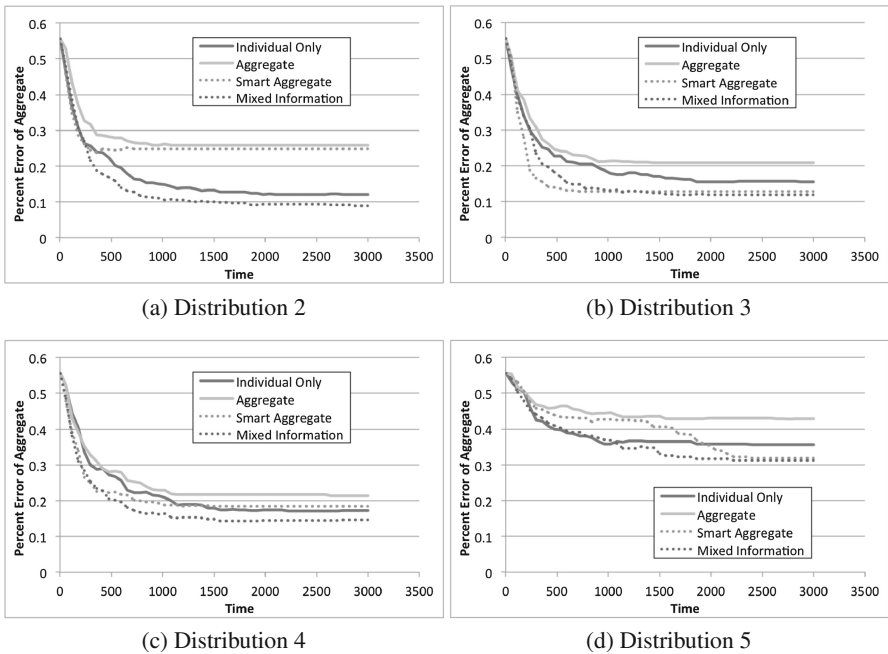 Percent Error of Aggregate
0.6
0.5
0.4
0.3
0.2
0.1
0
Individual Only
Aggregate
Smart Aggregate
Mixed Information
0 500 1000 1500 2000 2500 3000 3500
Time
(a) Distribution 2
Percent Error of Aggregate
0.6
0.5
0.4
0.3
0.2
0.1
0
Individual Only
Aggregate
Smart Aggregate
Mixed Information
0 500 1000 1500 2000 2500 3000 3500
Time
(b) Distribution 3
Percent Error of Aggregate
0.6
0.5
0.4
0.3
0.2
0.1
0
Individual Only
Aggregate
Smart Aggregate
Mixed Information
0 500 1000 1500 2000 2500 3000 3500
Time
(c) Distribution 4
Percent Error of Aggregate
0.6
0.5
0.4
0.3
0.2
0.1
0
Individual Only
Aggregate
Smart Aggregate
Mixed Information
0 500 1000 1500 2000 2500 3000 3500
Time
(d) Distribution 5